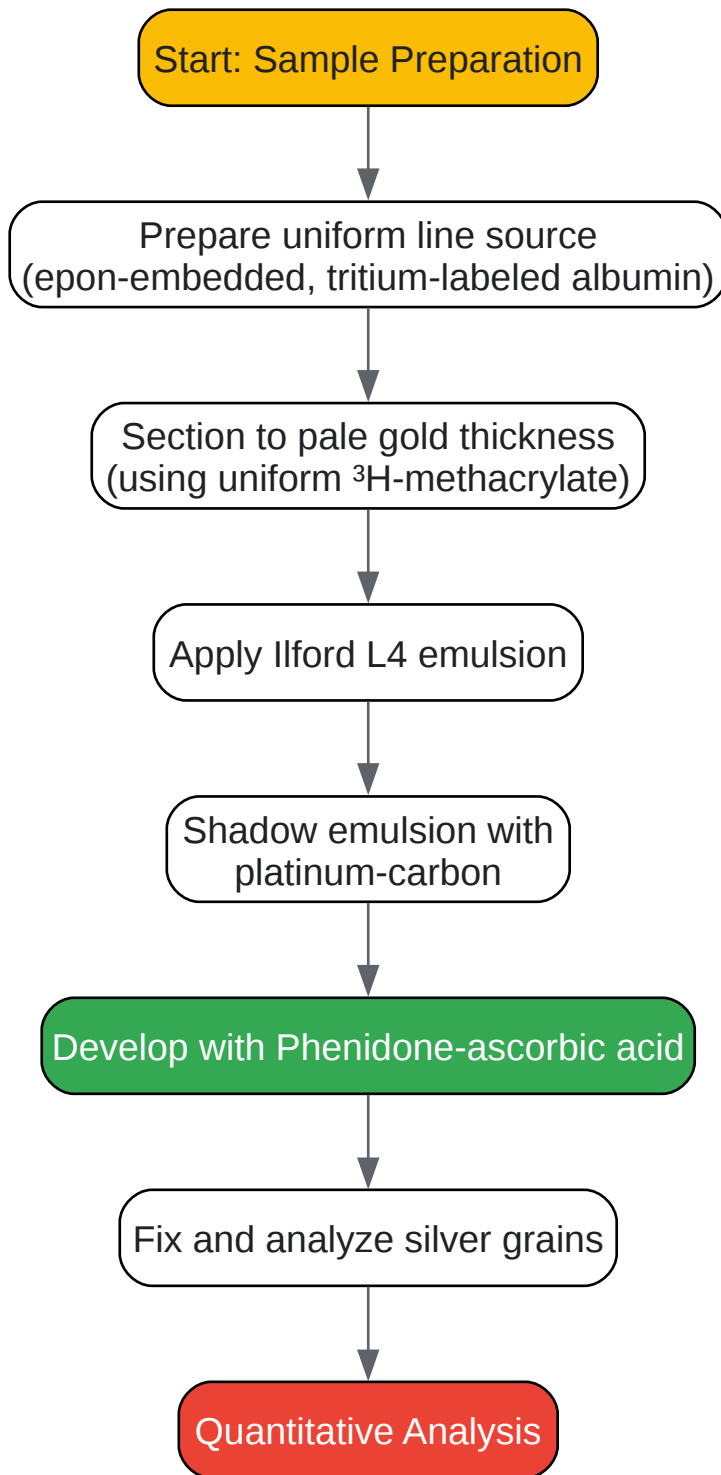 Start: Sample Preparation
Prepare uniform line source
(epon-embedded, tritium-labeled albumin)
Section to pale gold thickness
(using uniform ³H-methacrylate)
Apply Ilford L4 emulsion
Shadow emulsion with
platinum-carbon
Develop with Phenidone-ascorbic acid
Fix and analyze silver grains
Quantitative Analysis